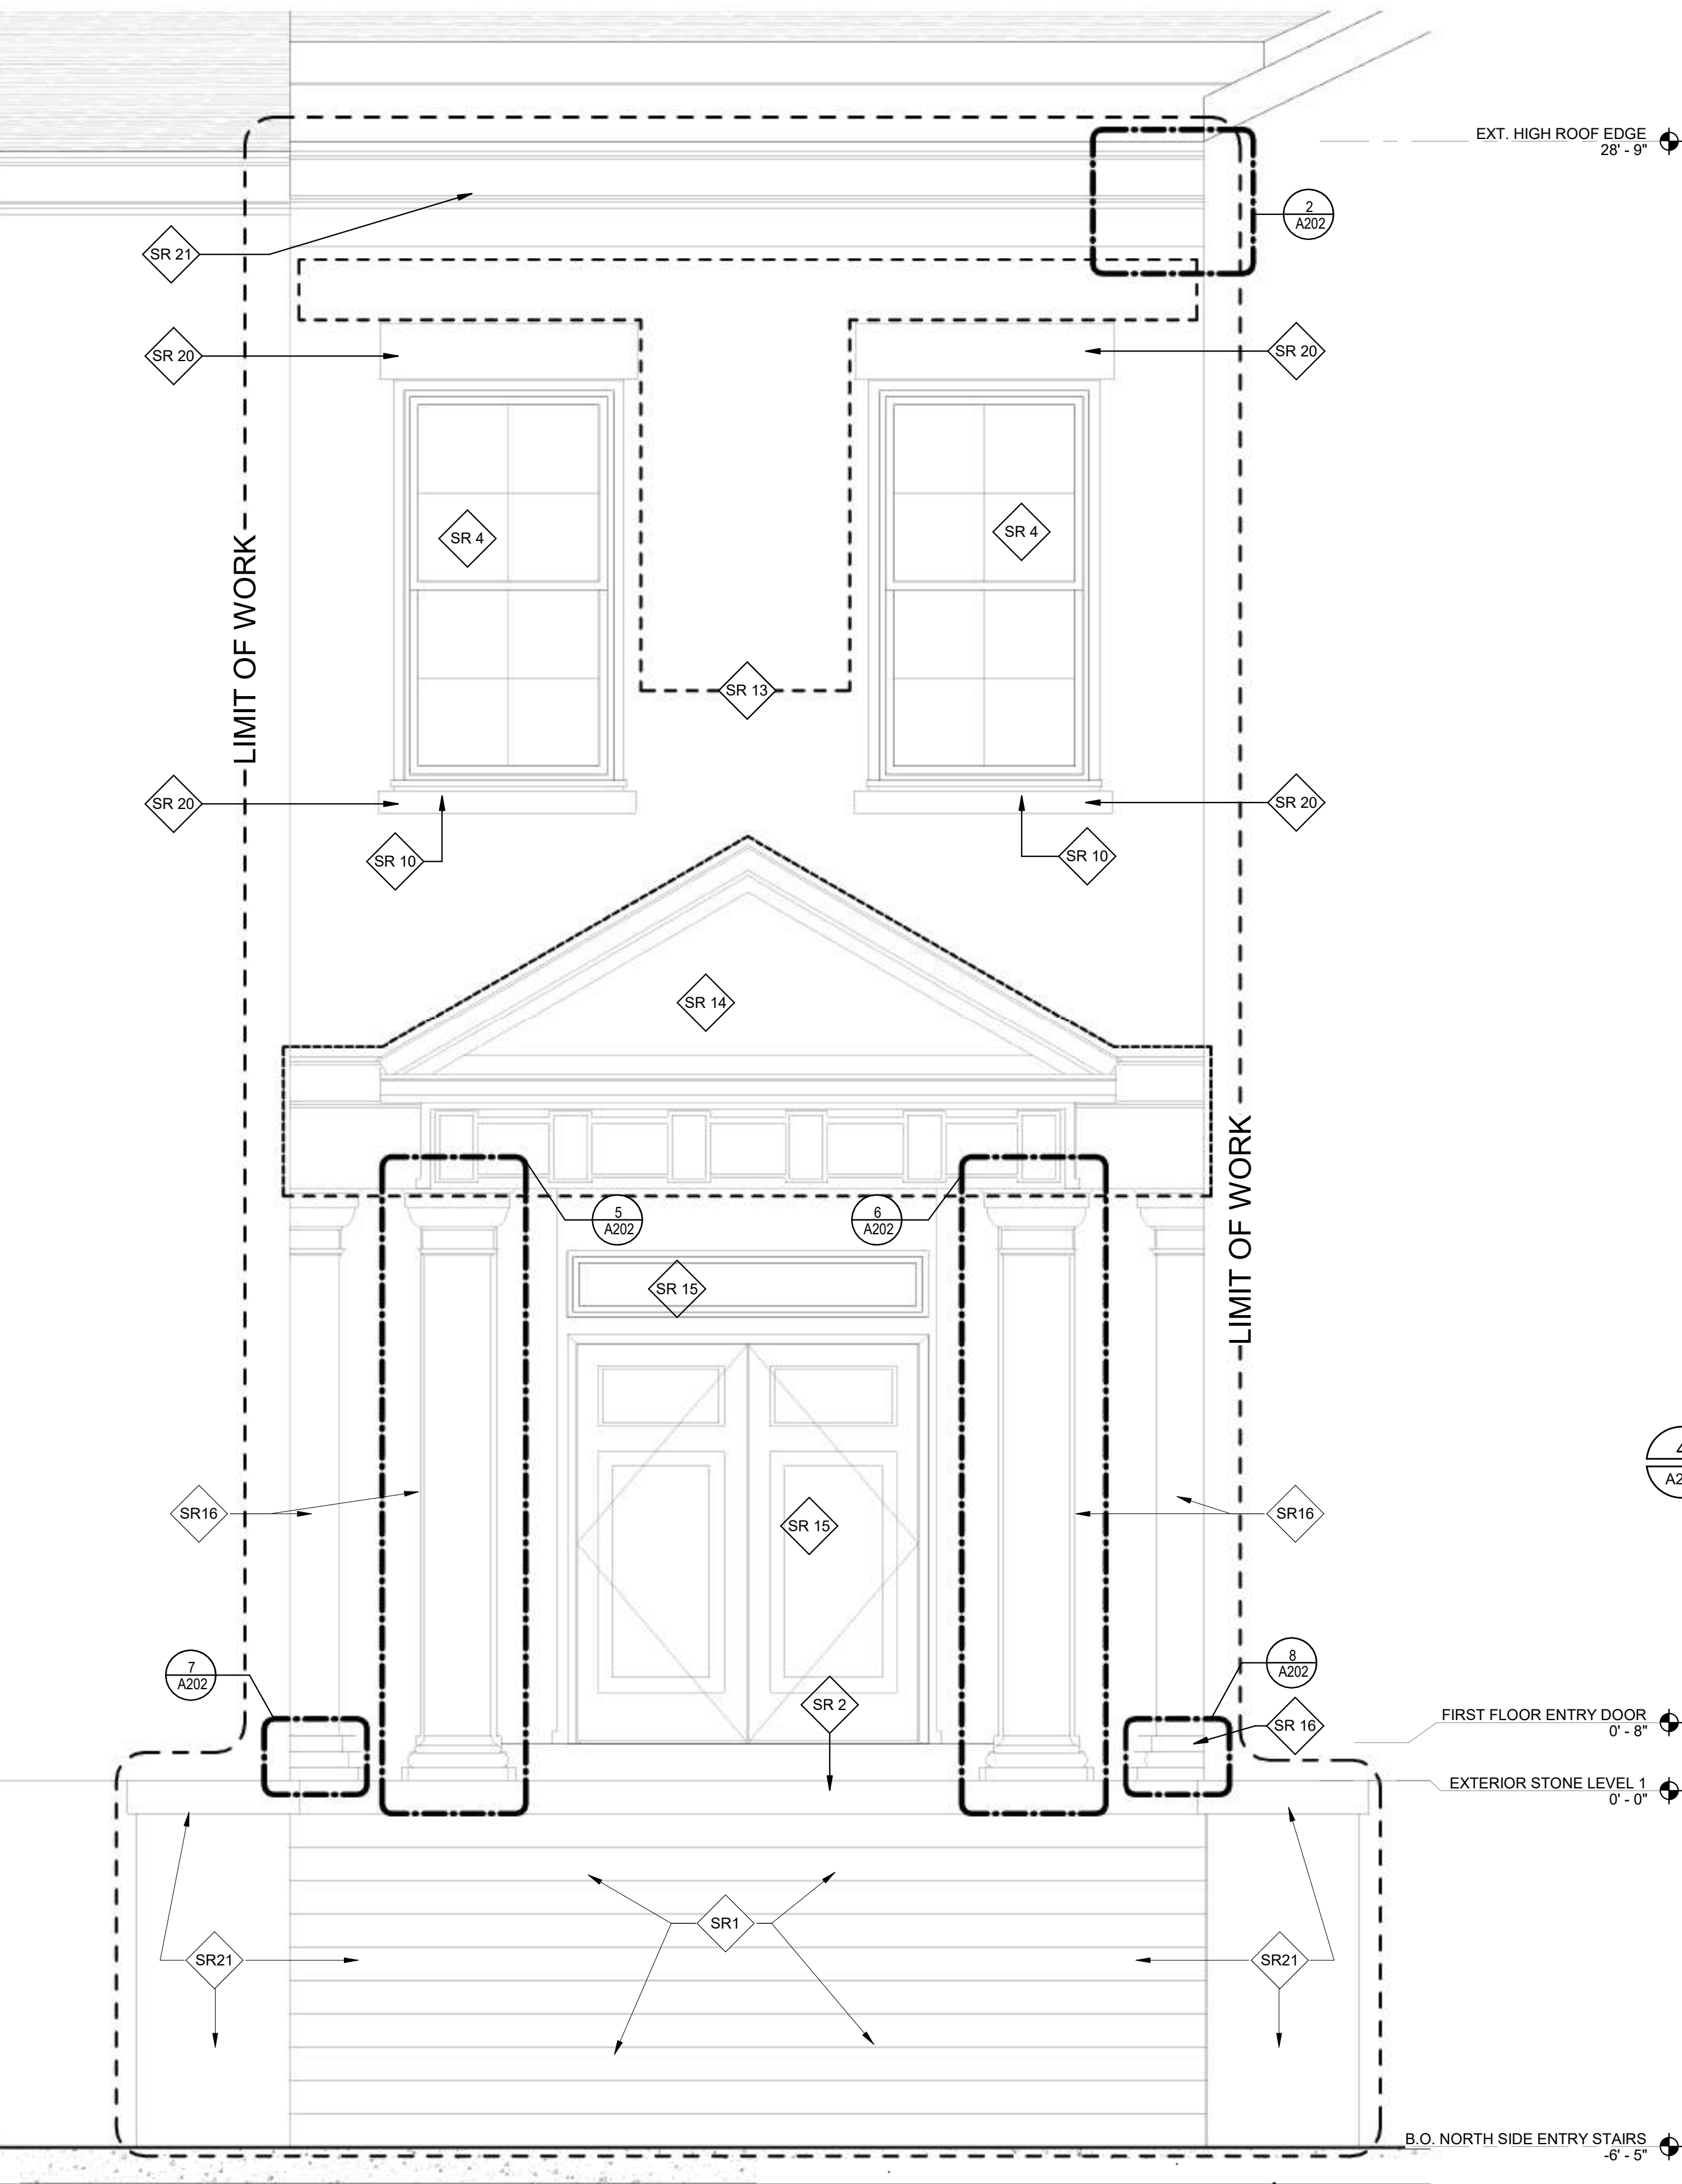 EXT. HIGH ROOF EDGE
28' - 9"
2
A202
SR 21
SR 20
SR 20
SR 4
SR 4
LIMIT OF WORK
SR 13
SR 20
SR 20
SR 10
SR 10
SR 14
LIMIT OF WORK
5
A202
6
A202
SR 15
SR16
SR 15
SR16
7
A202
8
A202
SR 2
SR 16
FIRST FLOOR ENTRY DOOR
0' - 8"
EXTERIOR STONE LEVEL 1
0' - 0"
SR1
SR21
SR21
B.O. NORTH SIDE ENTRY STAIRS
-6' - 5"